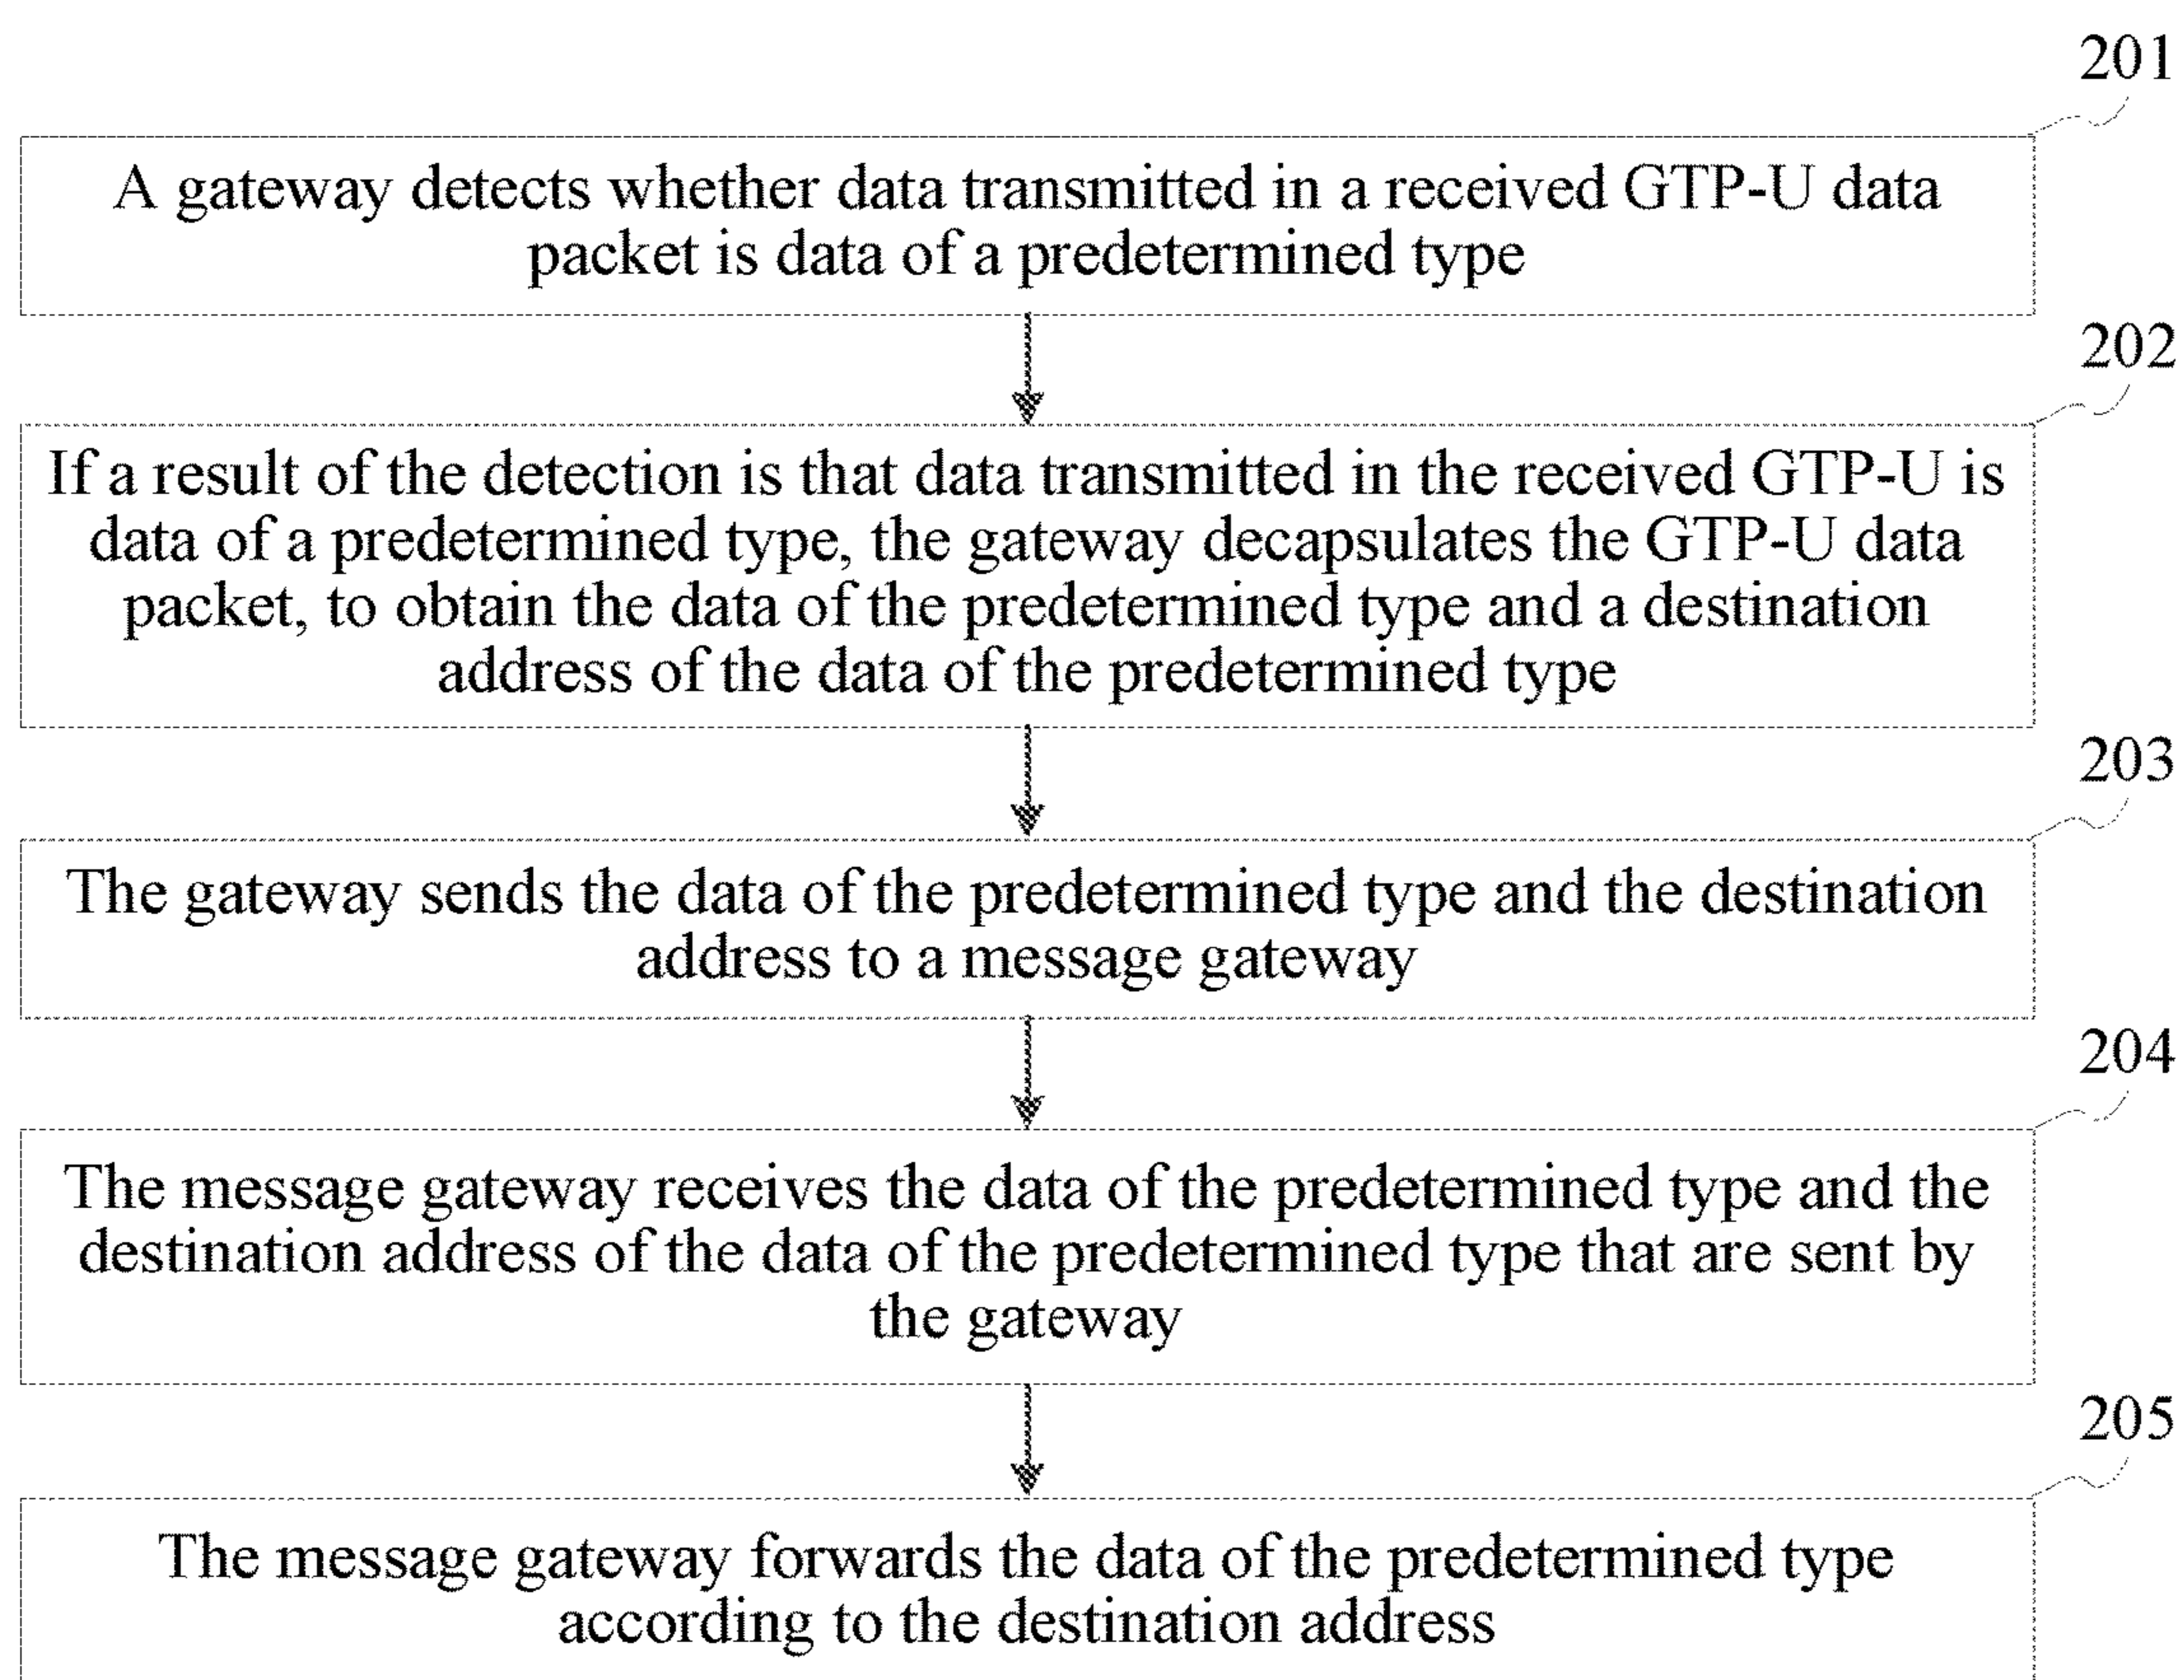 201
A gateway detects whether data transmitted in a received GTP-U data
packet is data of a predetermined type
202
If a result of the detection is that data transmitted in the received GTP-U is
data of a predetermined type, the gateway decapsulates the GTP-U data
packet, to obtain the data of the predetermined type and a destination
address of the data of the predetermined type
203
The gateway sends the data of the predetermined type and the destination
address to a message gateway
204
The message gateway receives the data of the predetermined type and the
destination address of the data of the predetermined type that are sent by
the gateway
205
The message gateway forwards the data of the predetermined type
according to the destination address